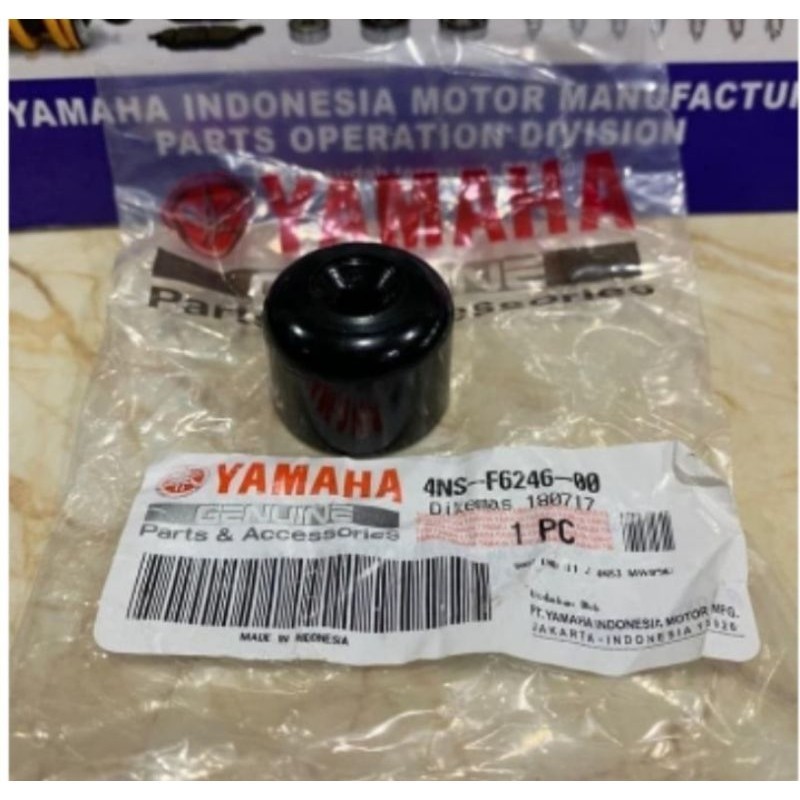 YAMAHA INDONESIA MOTOR MANUFACTU
PARTS OPERATION DIVISION
YAMAHA
GENUINE
Parts & Accessories
YAMAHA
GENUINE
Parts & Accessories
MADE IN INDONESIA
4NS-F6246-00
Dikemas 180717
1 PC
PT. YAMAHA INDONESIA MOTOR MFG.
JAKARTA-INDONESIA